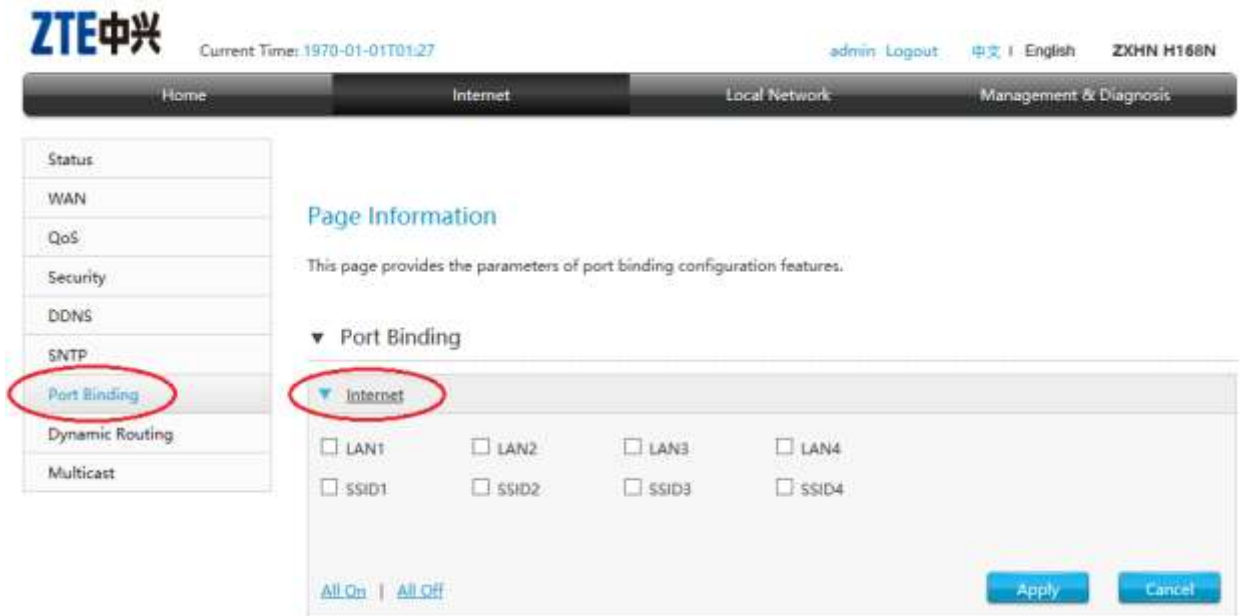 ZTE中兴
Current Time: 1970-01-01T01:27 admin Logout 中文 | English ZXHN H168N
Home Internet Local Network Management & Diagnosis
Status
WAN
QoS
Security
DDNS
SNTP
Port Binding
Dynamic Routing
Multicast
Page Information
This page provides the parameters of port binding configuration features.
▼ Port Binding
▼ Internet
LAN1 LAN2 LAN3 LAN4
SSID1 SSID2 SSID3 SSID4
All On | All Off Apply Cancel